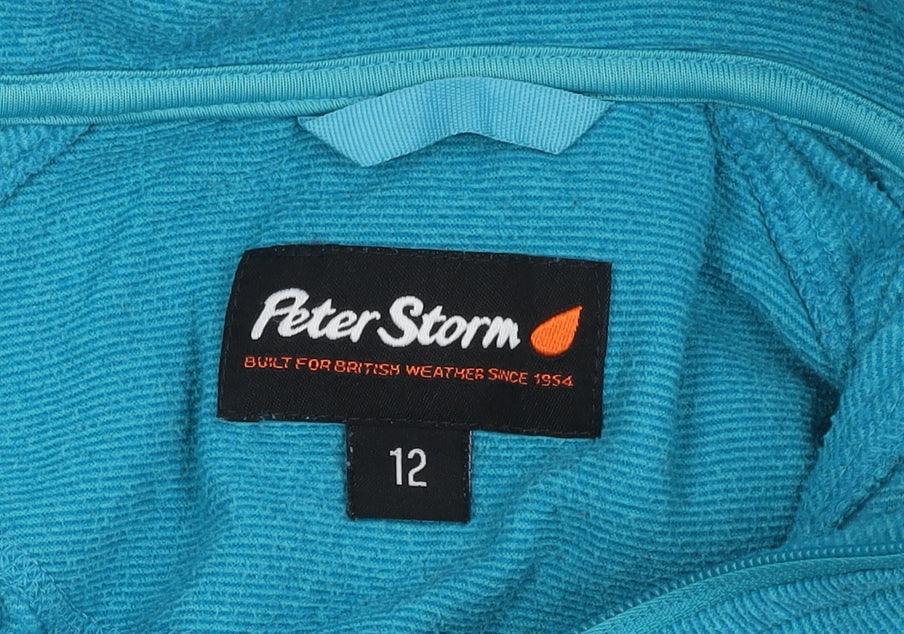 Peter Storm
BUILT FOR BRITISH WEATHER SINCE 1954
12